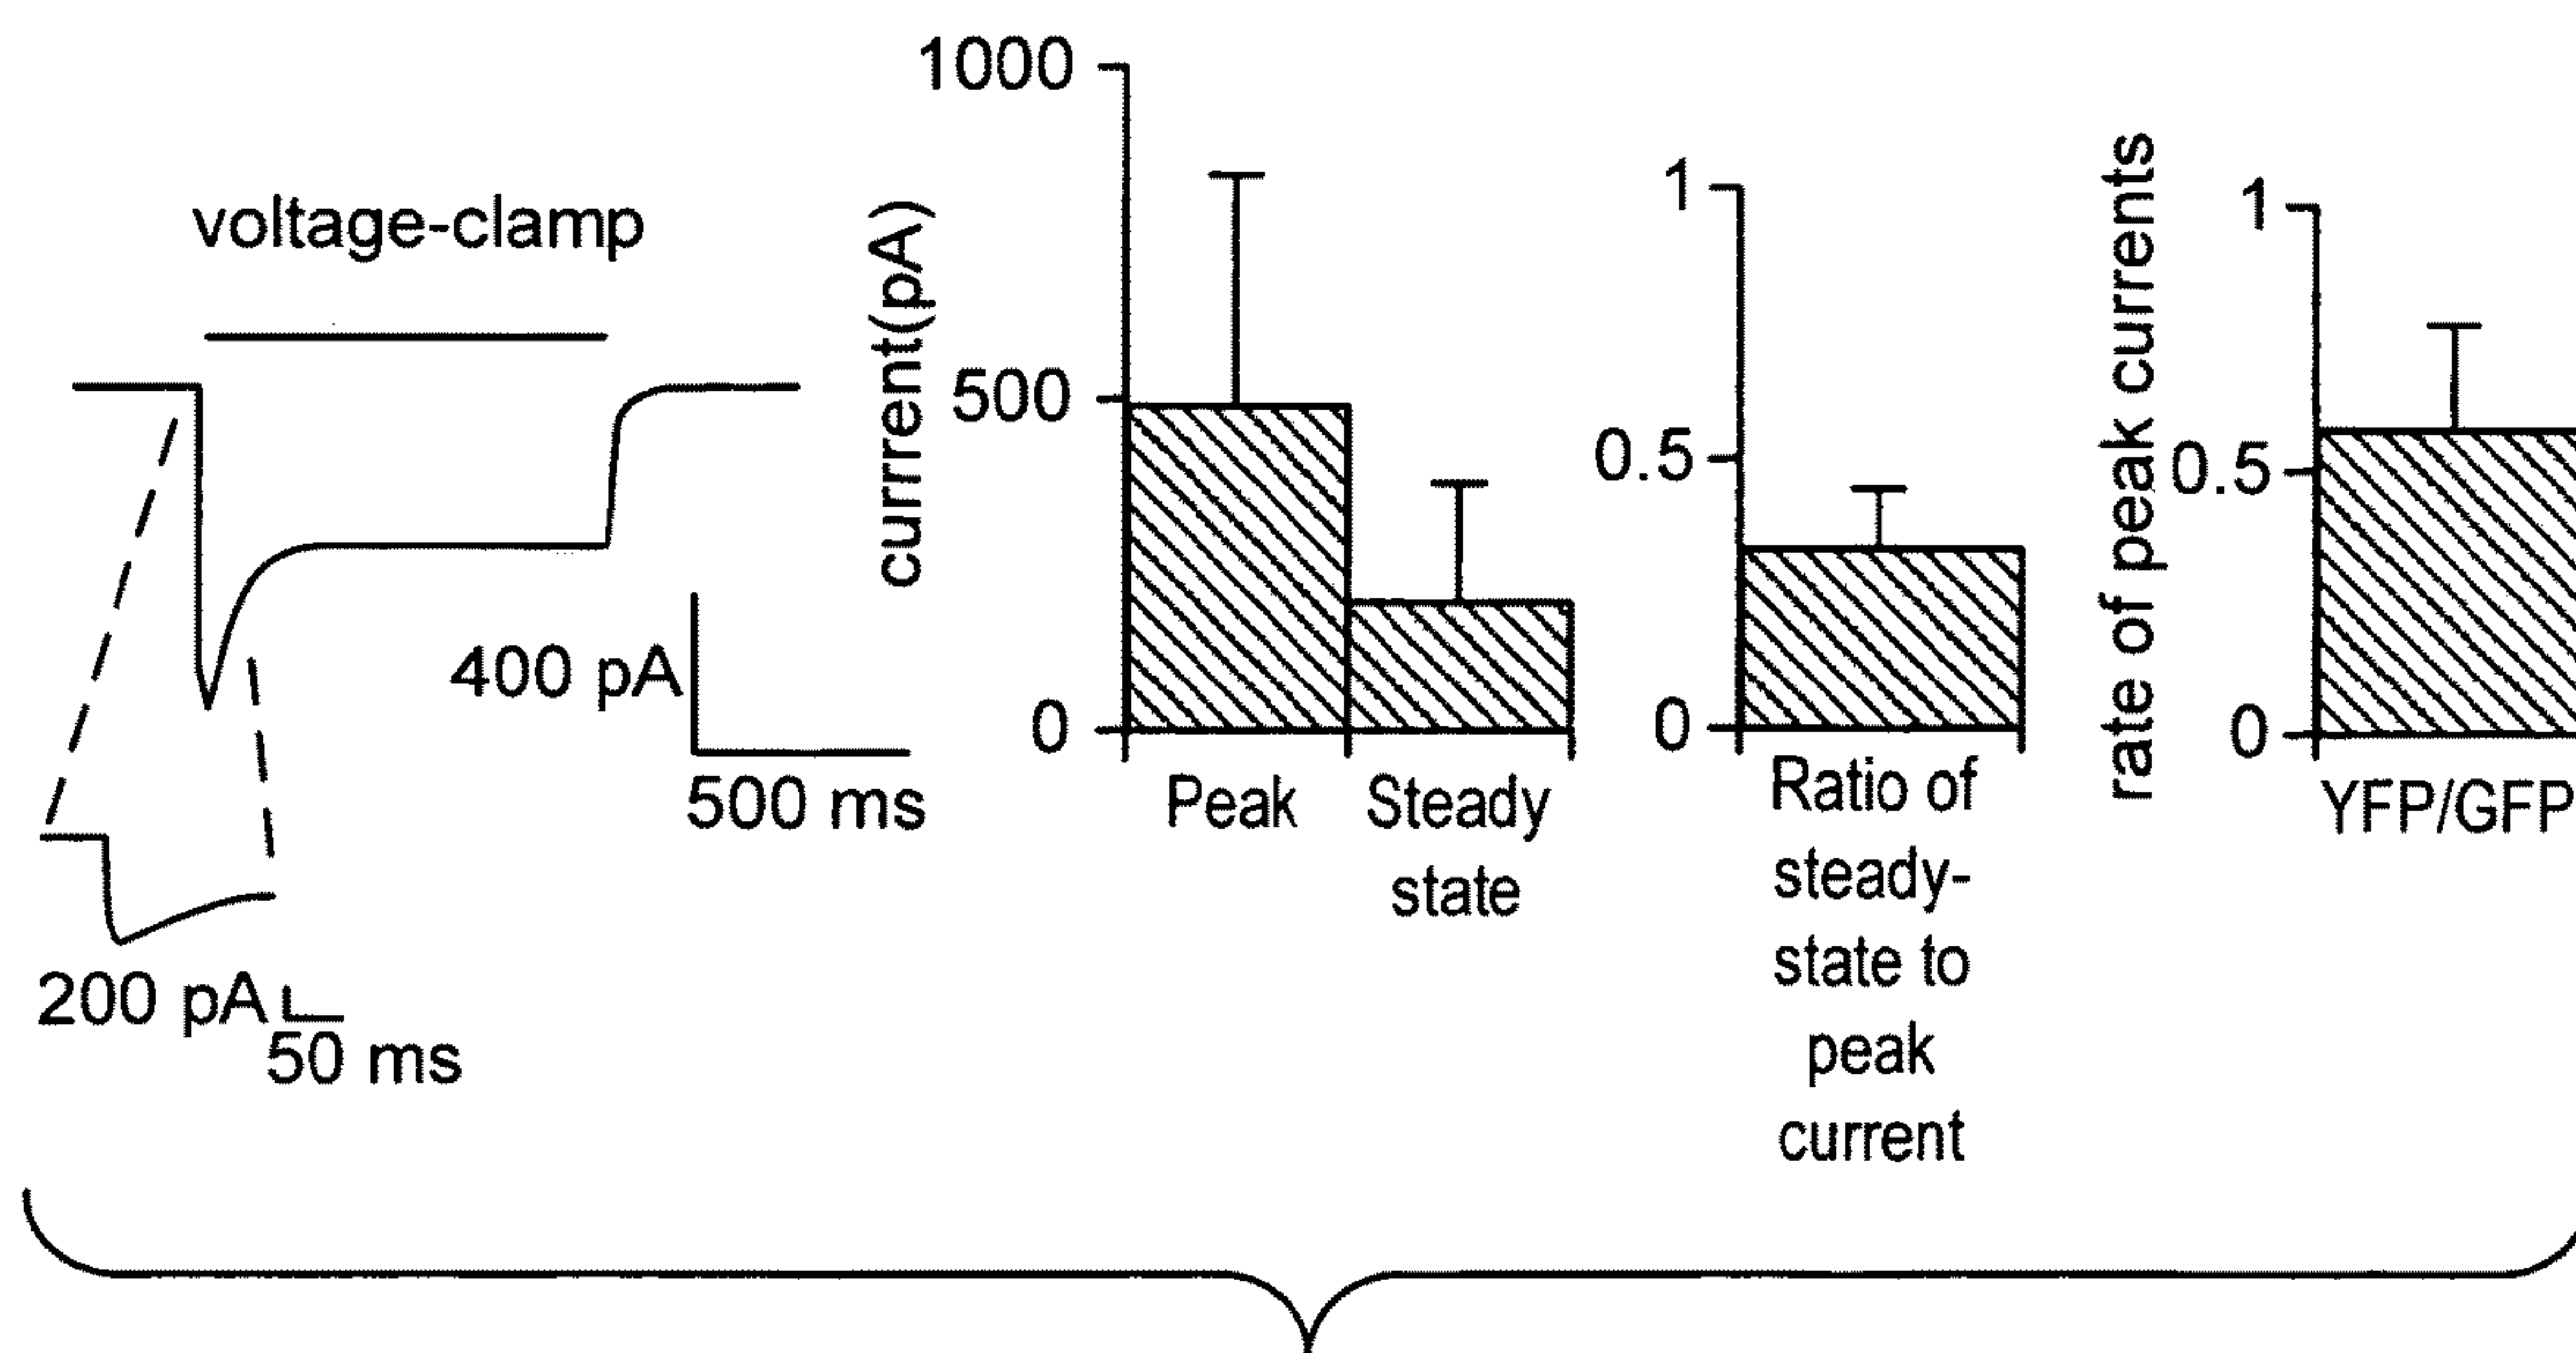 voltage-clamp
400 pA
500 ms
200 pA
50 ms
currrent(pA)
1000
500
0
Peak
Steady
state
1
0.5
0
Ratio of
steady-
state to
peak
current
rate of peak currents
1
0.5
0
YFP/GFP